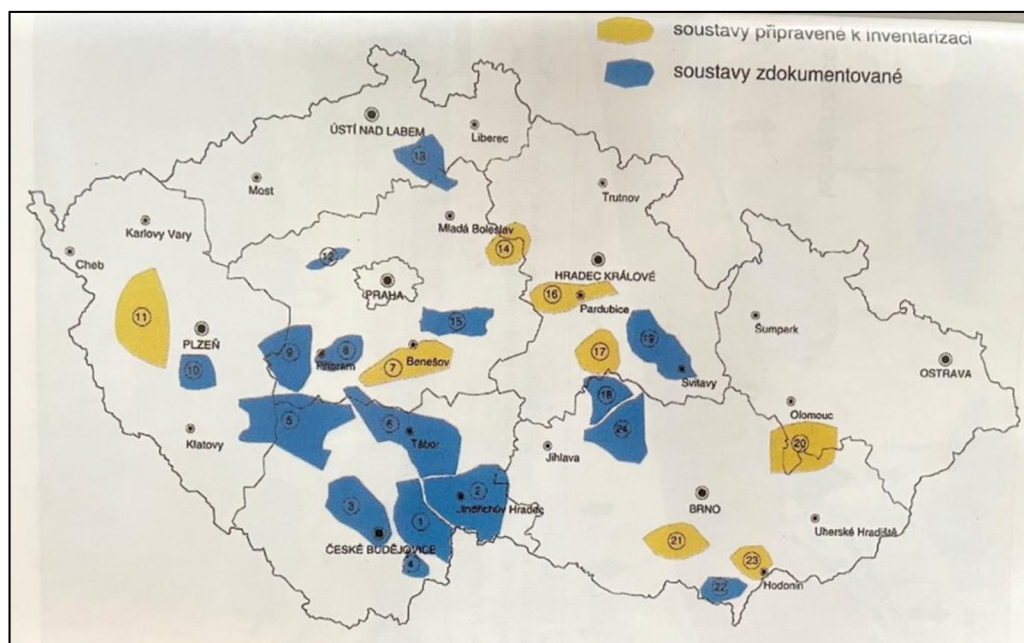 soustavy připravené k inventarizaci
soustavy zdokumentované
ÚSTÍ NAD LABEM
Liberec
13
Most
Trutnov
Karlovy Vary
Mladá Boleslav
Cheb
14
12
HRADEC KRÁLOVÉ
PRAHA
16
Pardubice
11
15
Šumperk
PLZEŇ
19
9
8
Příbram
Benešov
7
17
OSTRAVA
10
Svitavy
18
Olomouc
5
6
Klatovy
Tábor
24
20
Jihlava
3
2
Jindřichův Hradec
BRNO
1
Uherské Hradiště
ČESKÉ BUDĚJOVICE
21
4
23
22
Hodonín